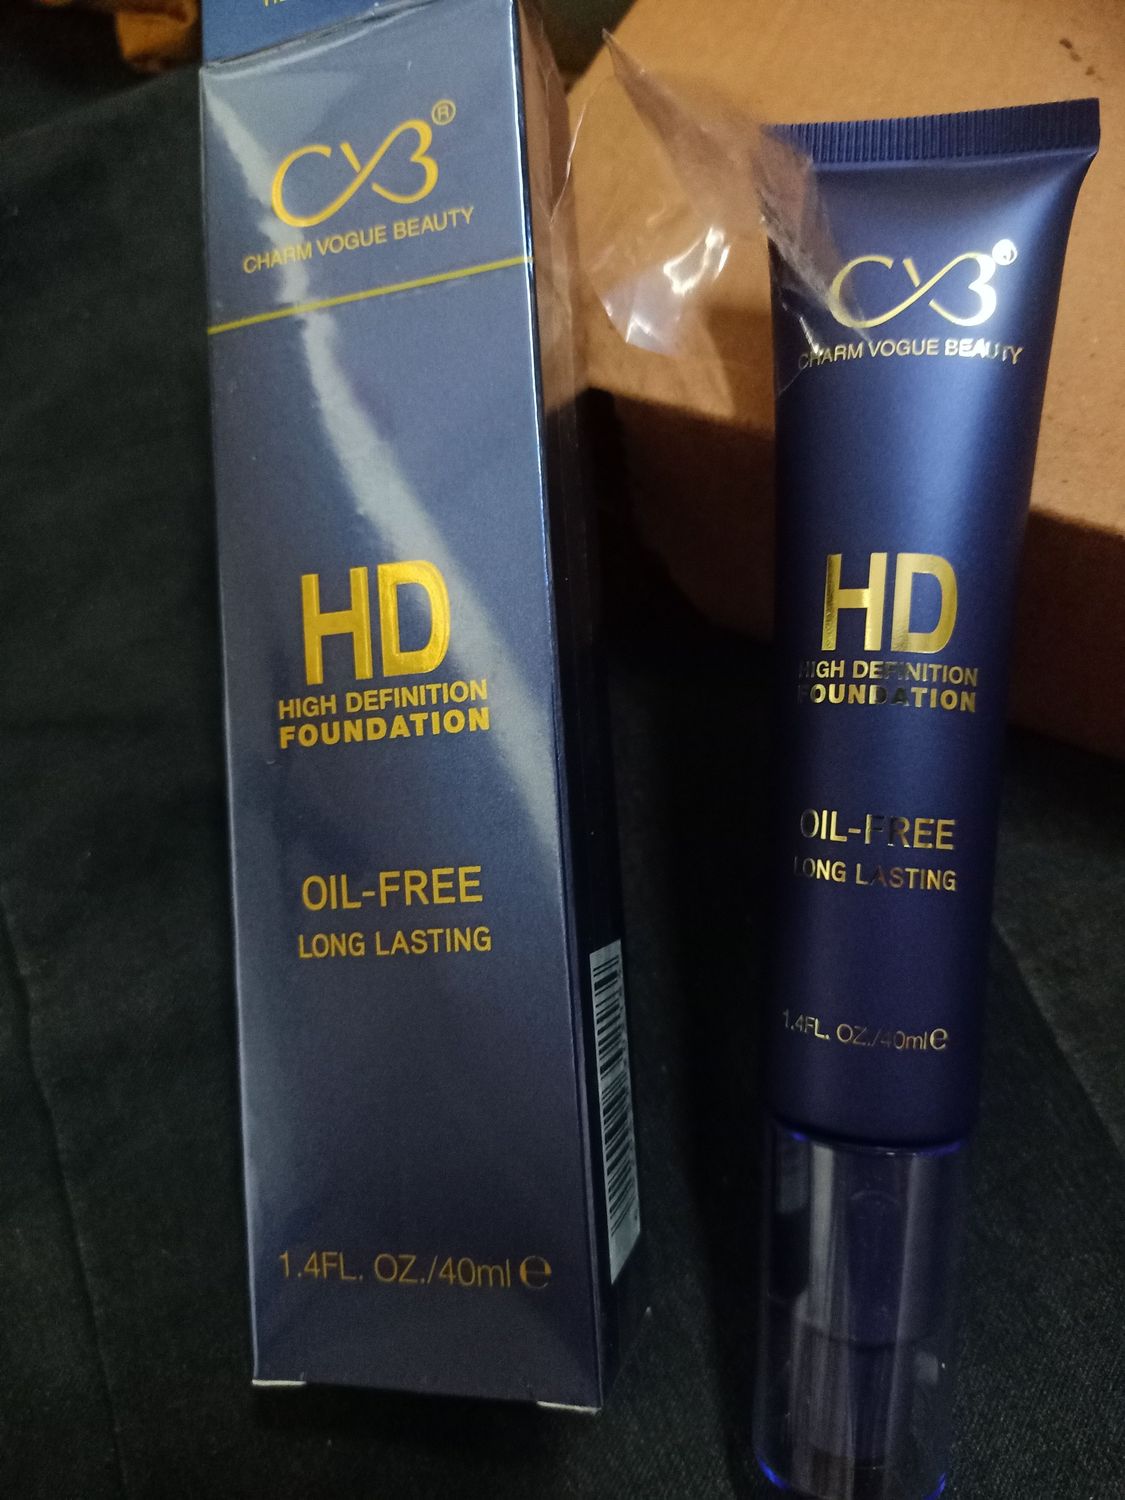 CVB®
CHARM VOGUE BEAUTY
HD
HIGH DEFINITION
FOUNDATION
OIL-FREE
LONG LASTING
1.4FL. OZ./40ml ℮
CVB®
CHARM VOGUE BEAUTY
HD
HIGH DEFINITION
FOUNDATION
OIL-FREE
LONG LASTING
1.4FL. OZ./40ml ℮